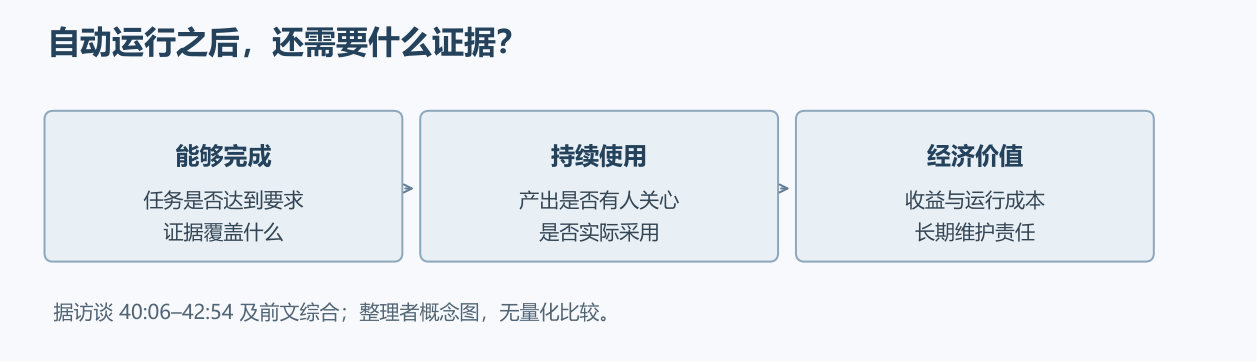 自动运行之后，还需要什么证据？
能够完成
任务是否达到要求
证据覆盖什么
持续使用
产出是否有人关心
是否实际采用
经济价值
收益与运行成本
长期维护责任
据访谈 40:06–42:54 及前文综合；整理者概念图，无量化比较。